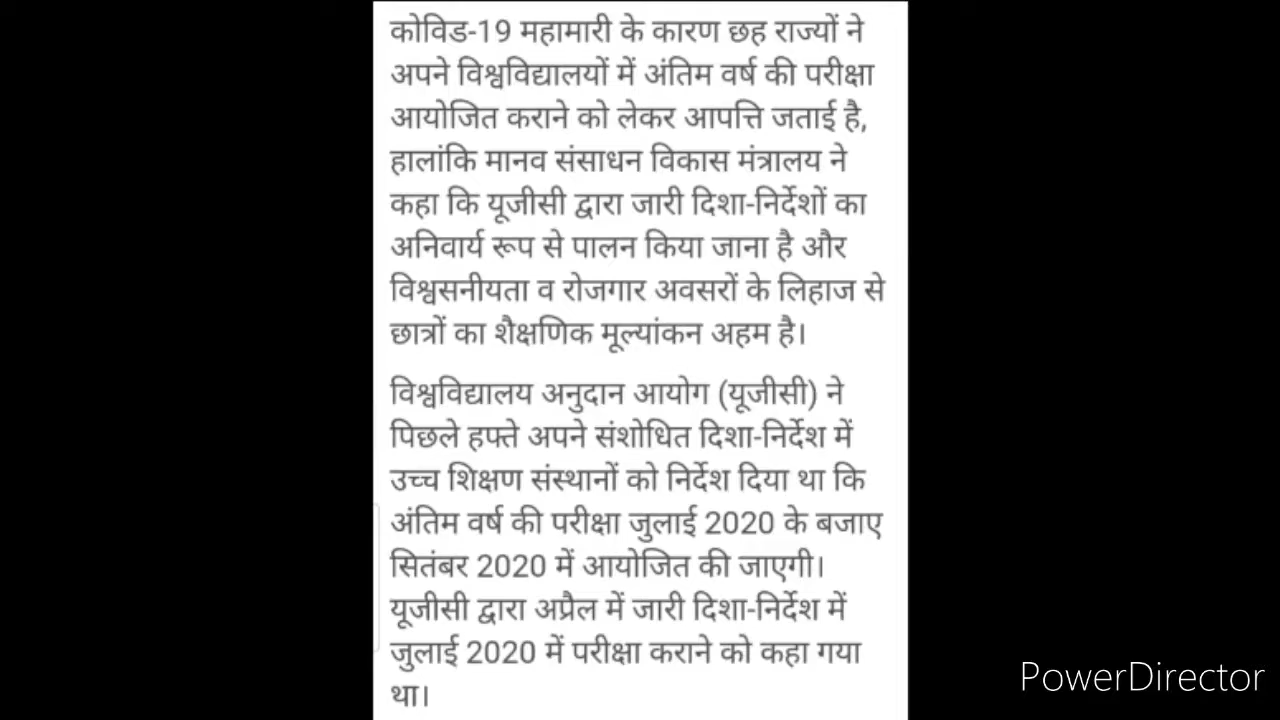 कोविड-19 महामारी के कारण छह राज्यों ने
अपने विश्वविद्यालयों में अंतिम वर्ष की परीक्षा
आयोजित कराने को लेकर आपत्ति जताई है,
हालांकि मानव संसाधन विकास मंत्रालय ने
कहा कि यूजीसी द्वारा जारी दिशा-निर्देशों का
अनिवार्य रूप से पालन किया जाना है और
विश्वसनीयता व रोजगार अवसरों के लिहाज से
छात्रों का शैक्षणिक मूल्यांकन अहम है।
विश्वविद्यालय अनुदान आयोग (यूजीसी) ने
पिछले हफ्ते अपने संशोधित दिशा-निर्देश में
उच्च शिक्षण संस्थानों को निर्देश दिया था कि
अंतिम वर्ष की परीक्षा जुलाई 2020 के बजाए
सितंबर 2020 में आयोजित की जाएगी।
यूजीसी द्वारा अप्रैल में जारी दिशा-निर्देश में
जुलाई 2020 में परीक्षा कराने को कहा गया
था।
PowerDirector